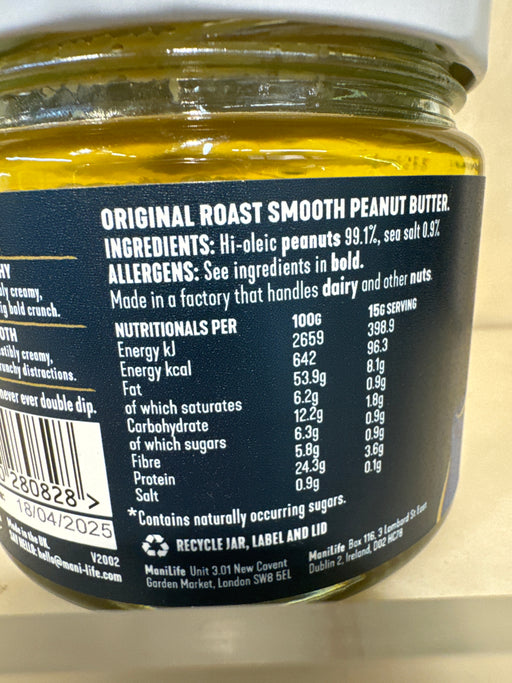 ORIGINAL ROAST SMOOTH PEANUT BUTTER.
INGREDIENTS: Hi-oleic peanuts 99.1%, sea salt 0.9%
ALLERGENS: See ingredients in bold.
Made in a factory that handles dairy and other nuts.
NUTRITIONALS PER 100G 15G SERVING
Energy kJ 2659 398.9
Energy kcal 642 96.3
Fat 53.9g 8.1g
of which saturates 6.2g 0.9g
Carbohydrate 12.2g 1.8g
of which sugars 6.3g 0.9g
Fibre 5.8g 0.9g
Protein 24.3g 3.6g
Salt 0.9g 0.1g
*Contains naturally occurring sugars.
RECYCLE JAR, LABEL AND LID
ManiLife Unit 3.01 New Covent
Garden Market, London SW8 5EL
ManiLife Box 116, 3 Lombard St East
Dublin 2, Ireland, D02 HC78
creamy,
bold crunch.
creamy,
distractions.
never ever double dip.
280828 >
18/04/2025
Made in the UK.
SAY HELLO: hello@mani-life.com
V2002